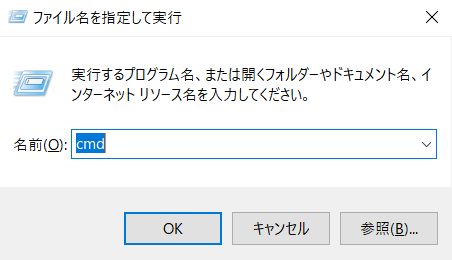 ファイル名を指定して実行
実行するプログラム名、または開くフォルダーやドキュメント名、イ
ンターネット リソース名を入力してください。
名前(O): cmd
OK キャンセル 参照(B)...